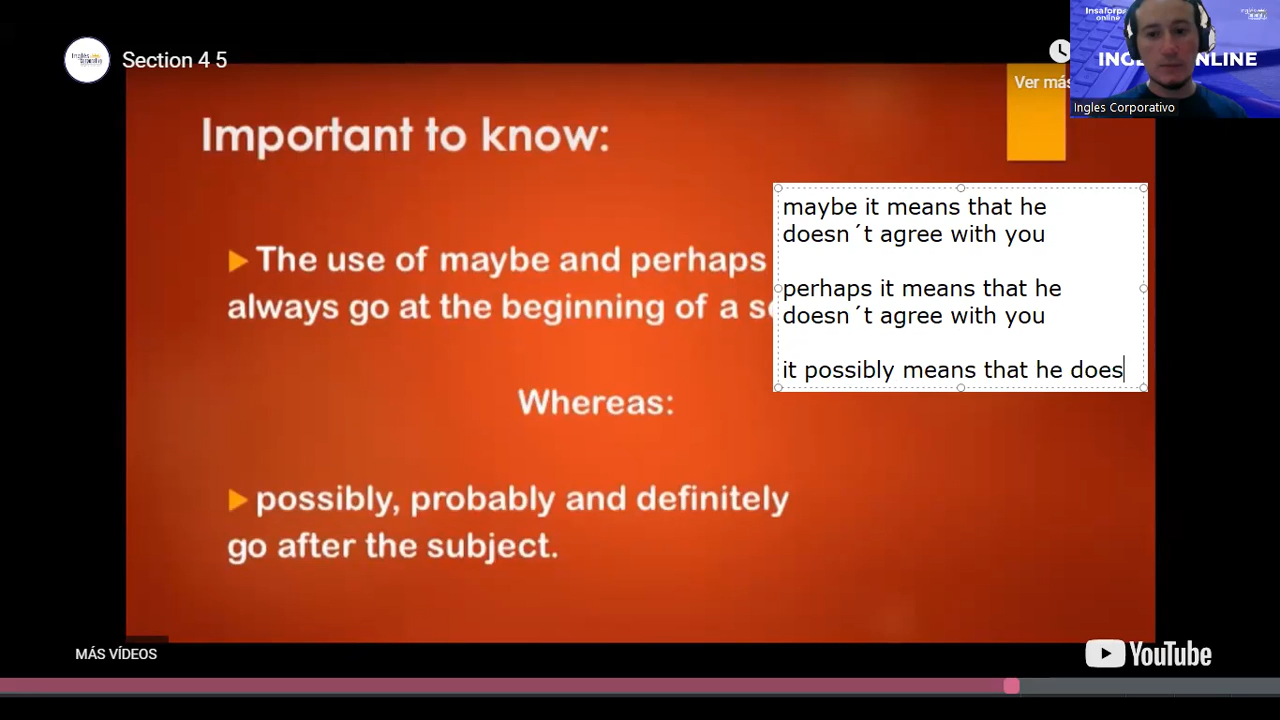 Section 4 5
Ver más
INGLES ONLINE
Ingles Corporativo
Important to know:
The use of maybe and perhaps
always go at the beginning of a
maybe it means that he
doesn´t agree with you
perhaps it means that he
doesn´t agree with you
it possibly means that he does
Whereas:
possibly, probably and definitely
go after the subject.
MÁS VÍDEOS
YouTube